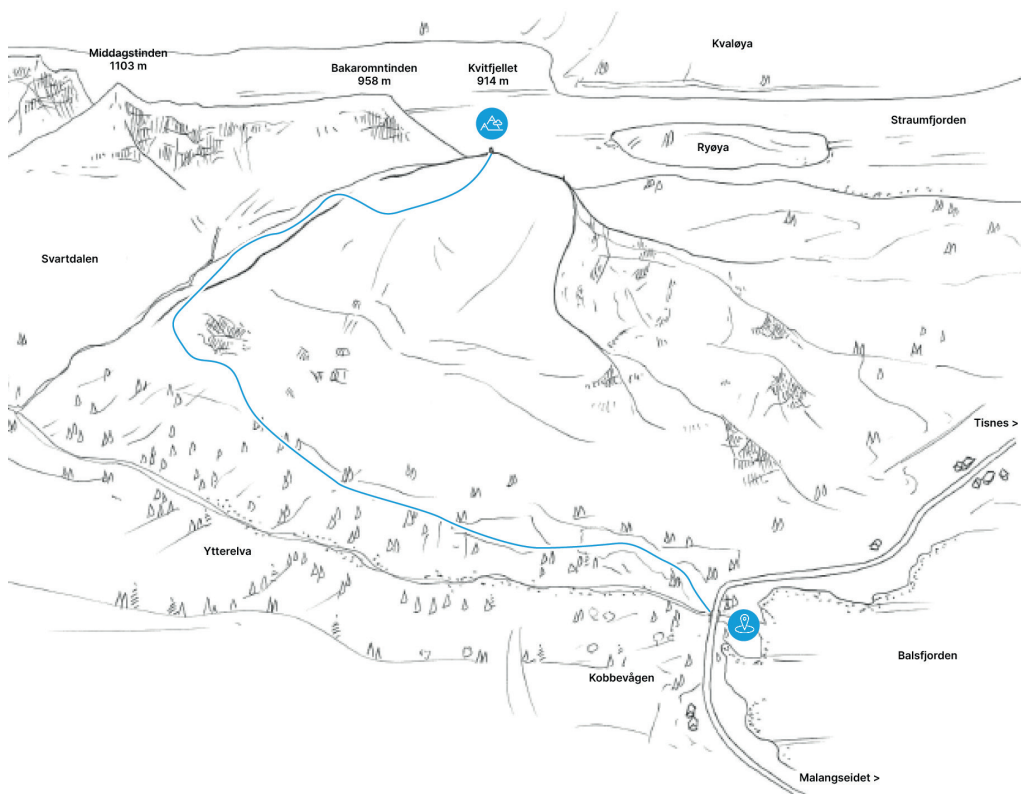 Kvaløya
Middagstinden
1103 m
Bakaromntinden
958 m
Kvitfjellet
914 m
Straumfjorden
Ryøya
Svartdalen
Tisnes >
Ytterelva
Balsfjorden
Kobbevågen
Malangseidet >